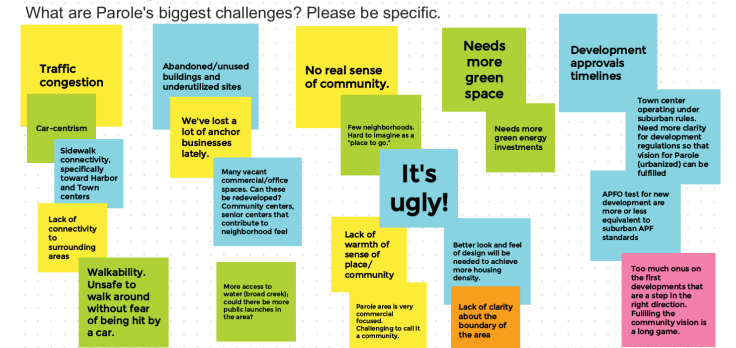 What are Parole's biggest challenges? Please be specific.
Traffic
congestion
Car-centrism
Sidewalk
connectivity,
specifically
toward Harbor
and Town
centers
Lack of
connectivity
to
surrounding
areas
Walkability.
Unsafe to
walk around
without fear
of being hit by
a car.
Abandoned/unused
buildings and
underutilized sites
We've lost a
lot of anchor
businesses
lately.
Many vacant
commercial/office
spaces. Can these
be redeveloped?
Community centers,
senior centers that
contribute to
neighborhood feel
More access to
water (broad creek);
could there be more
public launches in
the area?
No real sense
of community.
Few neighborhoods.
Hard to imagine as a
"place to go."
It's
ugly!
Lack of
warmth of
sense of
place/
community
Parole area is very
commercial
focused.
Challenging to call it
a community.
Needs
more
green
space
Needs more
green energy
investments
Better look and feel
of design will be
needed to achieve
more housing
density.
Lack of clarity
about the
boundary of
the area
Development
approvals
timelines
Town center
operating under
suburban rules.
Need more clarity
for development
regulations so that
vision for Parole
(urbanized) can be
fulfilled
APFO test for new
development are
more or less
equivalent to
suburban APF
standards
Too much onus on
the first
developments that
are a step in the
right direction.
Fulilling the
community vision is
a long game.